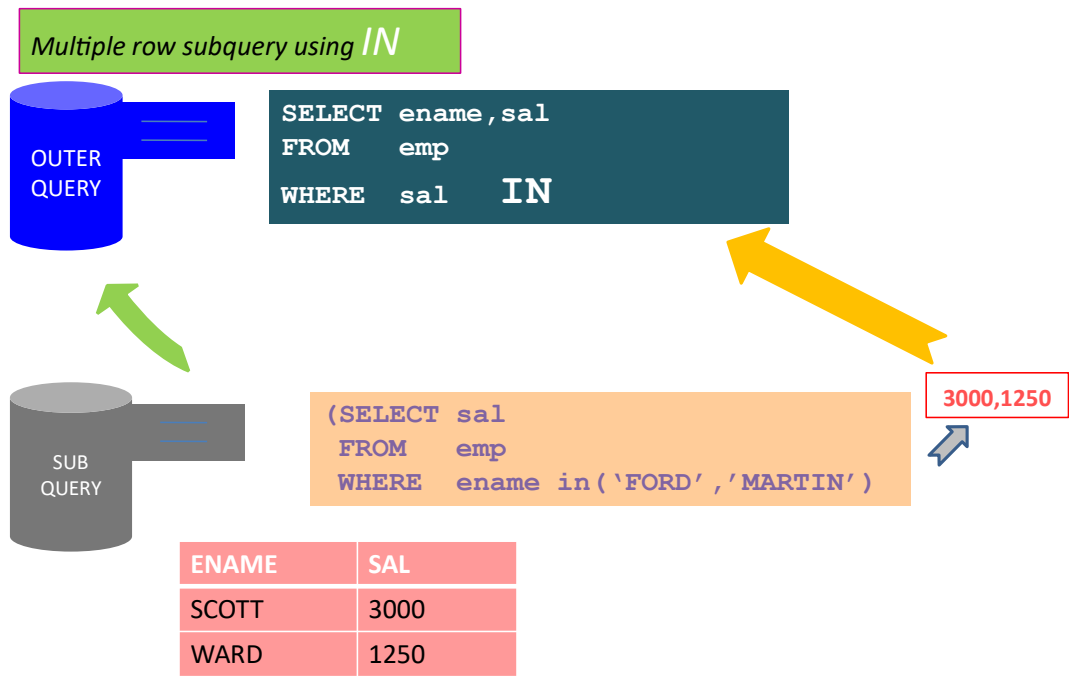 Multiple row subquery using IN
OUTER
QUERY
SELECT ename,sal
FROM emp
WHERE sal IN
SUB
QUERY
(SELECT sal
FROM emp
WHERE ename in(‘FORD’,’MARTIN’)
3000,1250
ENAME SAL
SCOTT 3000
WARD 1250